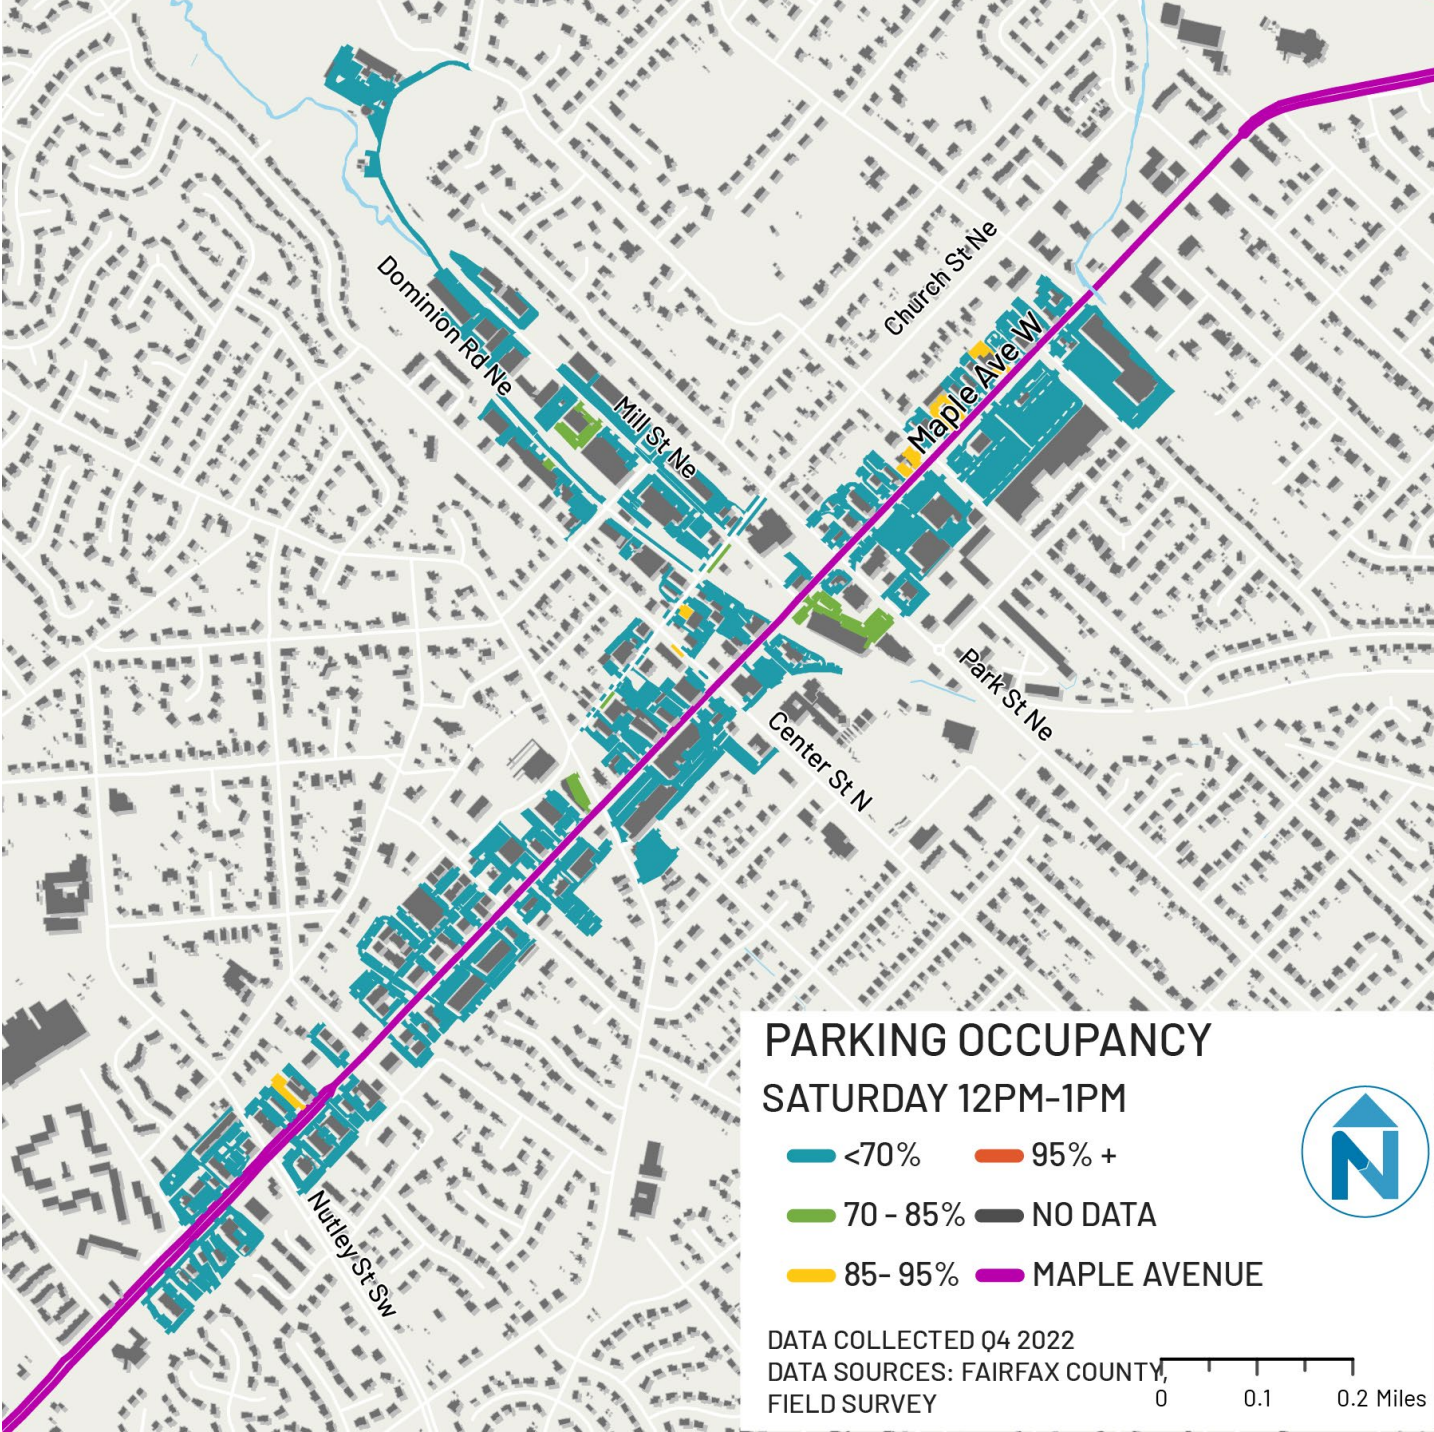 Church St Ne
Dominion Rd Ne
Maple Ave W
Mill St Ne
Park St Ne
Center St N
Nutley St Sw
PARKING OCCUPANCY
SATURDAY 12PM-1PM
<70%
95% +
70 - 85%
NO DATA
85- 95%
MAPLE AVENUE
N
DATA COLLECTED Q4 2022
DATA SOURCES: FAIRFAX COUNTY,
FIELD SURVEY
0 0.1 0.2 Miles